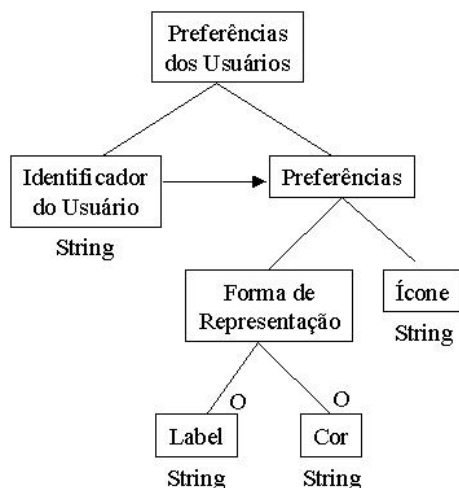 Preferências
dos Usuários
Identificador
do Usuário
Preferências
String
Forma de
Representação
Ícone
String
O
O
Label
Cor
String
String